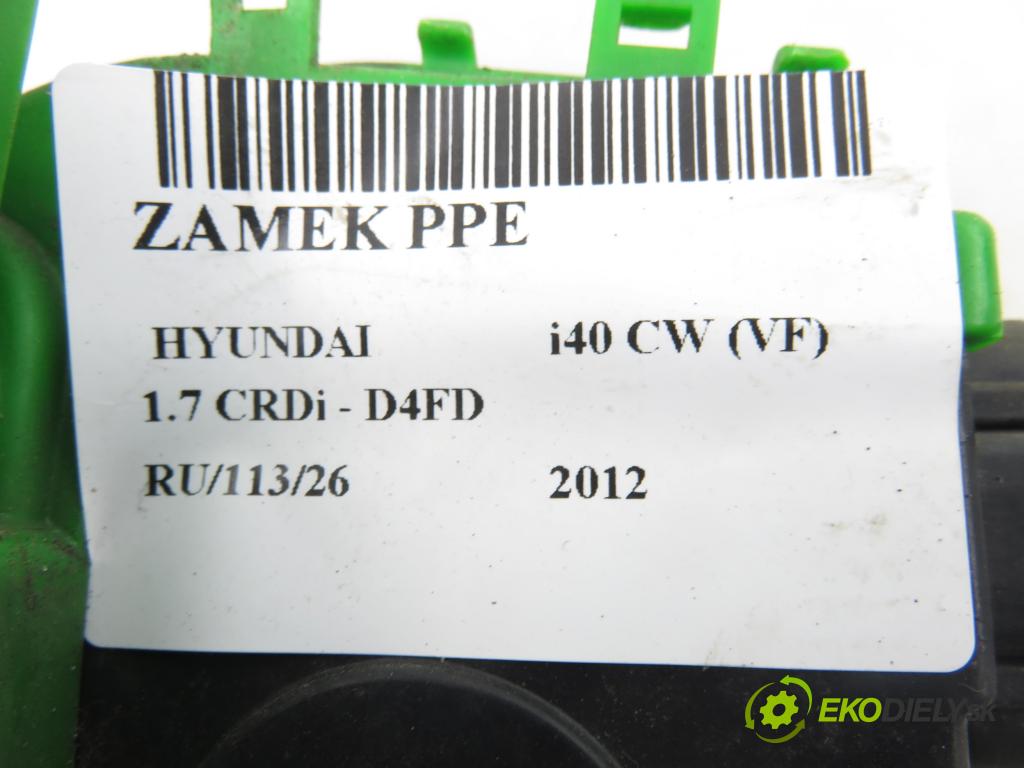 ZAMEK PPE
HYUNDAI i40 CW (VF)
1.7 CRDi - D4FD
RU/113/26 2012
EKODIELY.sk